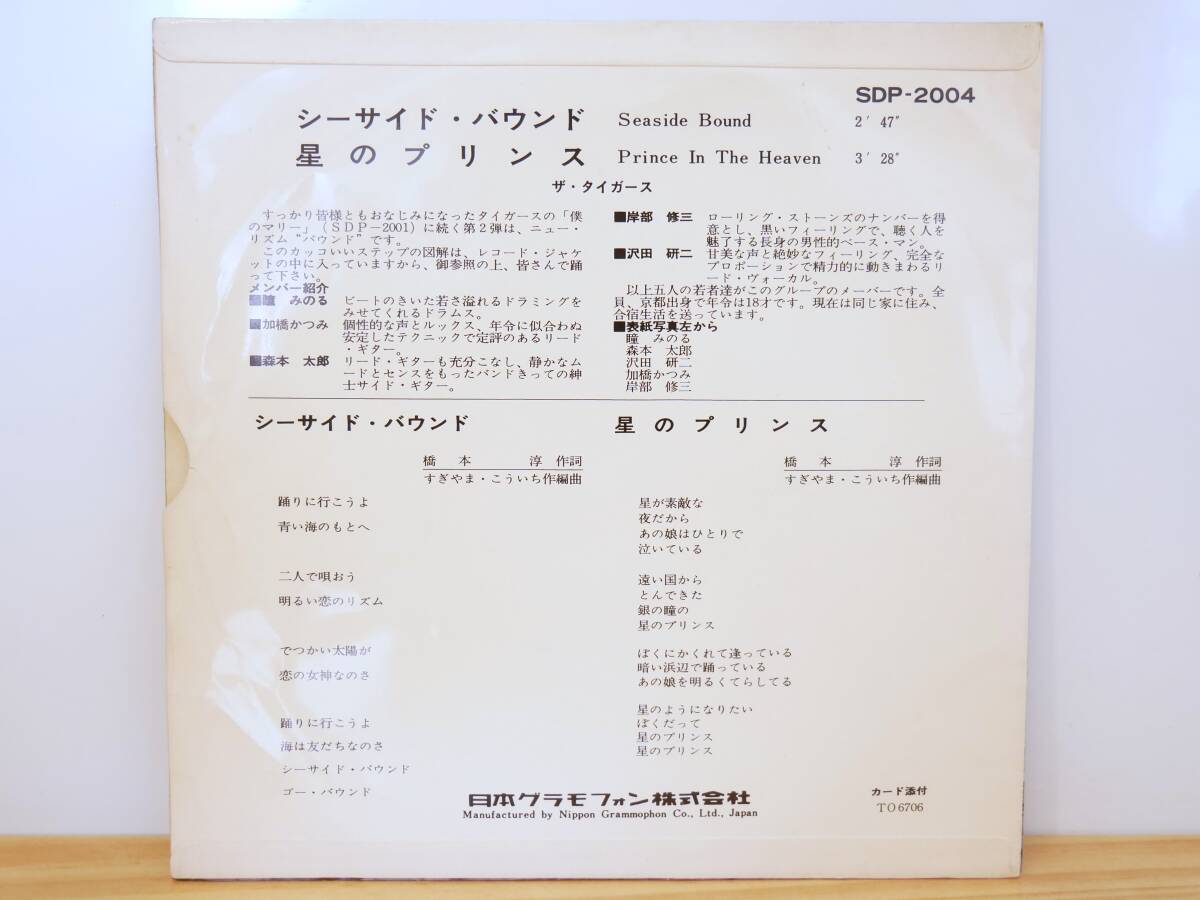 SDP-2004
シーサイド・バウンド Seaside Bound 2′ 47″
星のプリンス Prince In The Heaven 3′ 28″
ザ・タイガース
すっかり皆様ともおなじみになったタイガースの「僕
のマリー」(SDP-2001)に続く第2弾は、ニュー・
リズム“バウンド”です。
このカッコいいステップの図解は、レコード・ジャケ
ットの中に入っていますから、御参照の上、皆さんで踊
って下さい。
メンバー紹介
■瞳 みのる ビートのきいた若さ溢れるドラミングを
みせてくれるドラムス。
■加橋かつみ 個性的な声とルックス、年令に似合わぬ
安定したテクニックで定評のあるリード
・ギター。
■森本 太郎 リード・ギターも充分こなし、静かなム
ードとセンスをもったバンドきっての紳
士サイド・ギター。
■岸部 修三 ローリング・ストーンズのナンバーを得
意とし、黒いフィーリングで、聴く人を
魅了する長身の男性的ベース・マン。
■沢田 研二 甘美な声と絶妙なフィーリング、完全な
プロポーションで精力的に動きまわるリ
ード・ヴォーカル。
以上五人の若者達がこのグループのメーバーです。全
員、京都出身で年令は18才です。現在は同じ家に住み、
合宿生活を送っています。
■表紙写真左から
瞳 みのる
森本 太郎
沢田 研二
加橋かつみ
岸部 修三
シーサイド・バウンド
橋本 淳 作詞
すぎやま・こういち作編曲
踊りに行こうよ
青い海のもとへ
二人で唄おう
明るい恋のリズム
でつかい太陽が
恋の女神なのさ
踊りに行こうよ
海は友だちなのさ
シーサイド・バウンド
ゴー・バウンド
星のプリンス
橋本 淳 作詞
すぎやま・こういち作編曲
星が素敵な
夜だから
あの娘はひとりで
泣いている
遠い国から
とんできた
銀の瞳の
星のプリンス
ぼくにかくれて逢っている
暗い浜辺で踊っている
あの娘を明るくてらしてる
星のようになりたい
ぼくだって
星のプリンス
星のプリンス
日本グラモフォン株式会社
Manufactured by Nippon Grammophon Co., Ltd., Japan
カード添付
TO6706